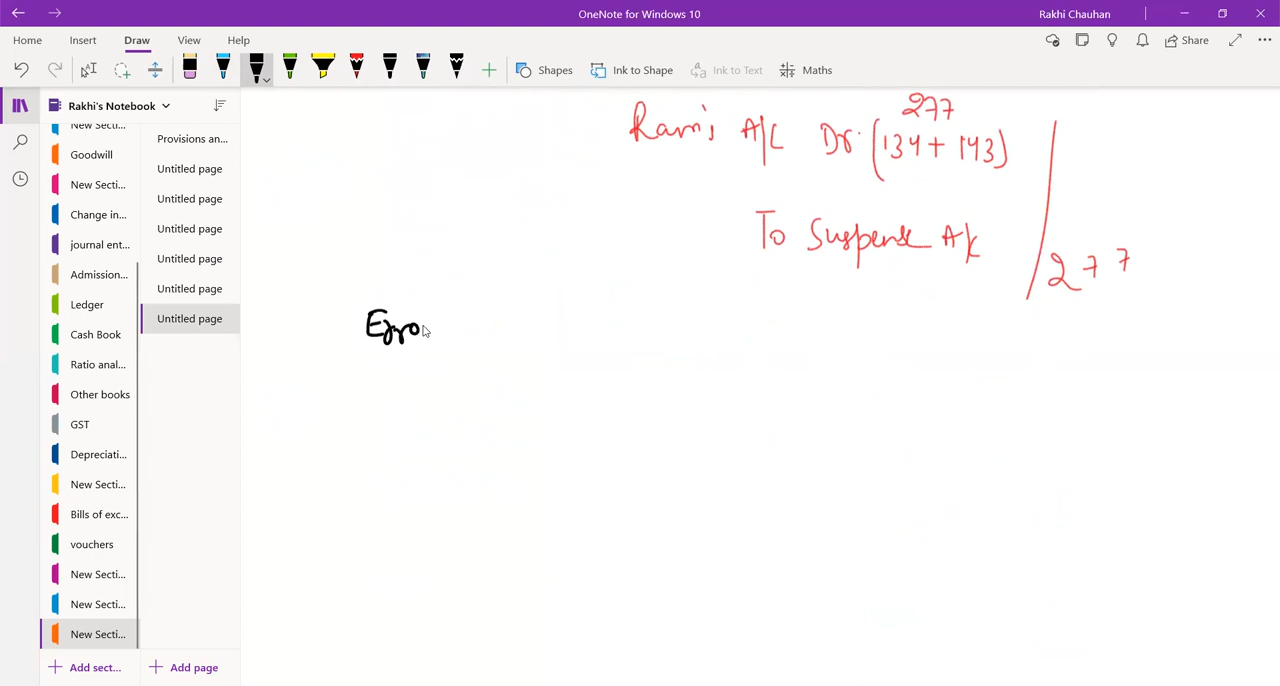 OneNote for Windows 10
Rakhi Chauhan
Home Insert Draw View Help
Share
Shapes Ink to Shape Ink to Text Maths
Rakhi's Notebook
New Secti...
Goodwill
New Secti...
Change in...
journal ent...
Admission...
Ledger
Cash Book
Ratio anal...
Other books
GST
Depreciati...
New Secti...
Bills of exc...
vouchers
New Secti...
New Secti...
New Secti...
Add sect...
Provisions an...
Untitled page
Untitled page
Untitled page
Untitled page
Untitled page
Untitled page
Add page
277
Ram's A/c Dr. (134 + 143)
To Suspense A/c
277
Erro